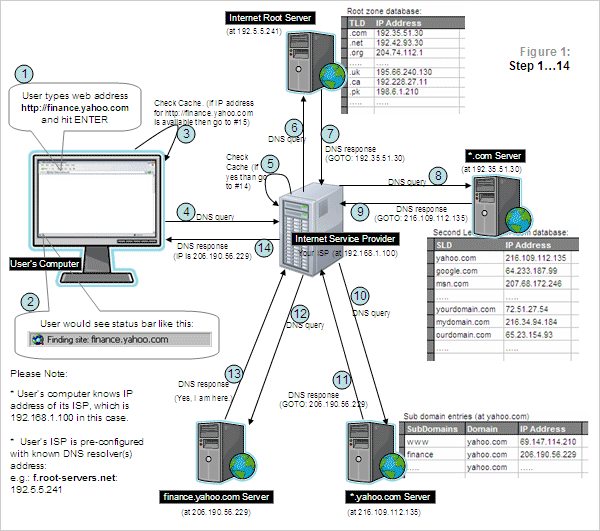 Internet Root Server
(at 192.5.5.241)
Root zone database:
TLD IP Address
.com 192.35.51.30
.net 192.42.93.30
.org 204.74.112.1
..... .....
.uk 195.66.240.130
.ca 192.228.27.11
.pk 198.6.1.210
..... .....
Figure 1:
Step 1...14
1
User types web address
http://finance.yahoo.com
and hit ENTER
3
Check Cache. (If IP address
for http://finance.yahoo.com
is available then go to #15)
6
DNS query
7
DNS response
(GOTO: 192.35.51.30)
5
Check
Cache (If
yes than go
to #14)
8
DNS query
*.com Server
(at 192.35.51.30)
9
DNS response
(GOTO: 216.109.112.135)
4
DNS query
14
DNS response
(IP is 206.190.56.229)
Internet Service Provider
Your ISP (at 192.168.1.100)
User's Computer
Second Le domain database:
SLD IP Address
yahoo.com 216.109.112.135
google.com 64.233.187.99
msn.com 207.68.172.246
..... .....
yourdomain.com 72.51.27.54
mydomain.com 216.34.94.184
ourdomain.com 65.23.154.93
..... .....
2
User would see status bar like this:
Finding site: finance.yahoo.com
10
DNS query
12
DNS query
13
DNS response
(Yes, I am here.)
11
DNS response
(GOTO: 206.190.56.229)
Please Note:
* User's computer knows IP
address of its ISP, which is
192.168.1.100 in this case.
* User's ISP is pre-configured
with known DNS resolver(s)
address:
e.g.: f.root-servers.net:
192.5.5.241
Sub domain entries (at yahoo.com)
SubDomains Domain IP Address
www yahoo.com 69.147.114.210
finance yahoo.com 206.190.56.229
..... ..... .....
finance.yahoo.com Server
(at 206.190.56.229)
*.yahoo.com Server
(at 216.109.112.135)